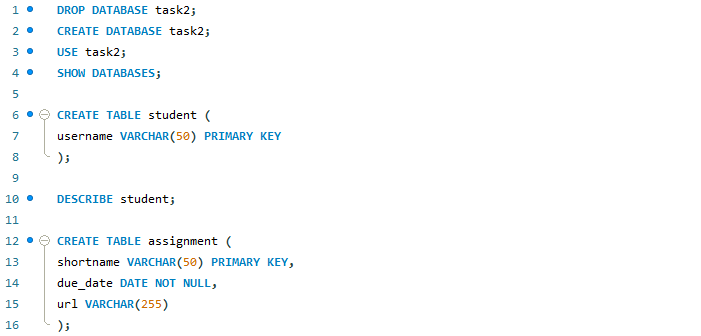 1 DROP DATABASE task2;
2 CREATE DATABASE task2;
3 USE task2;
4 SHOW DATABASES;
5
6 CREATE TABLE student (
7 username VARCHAR(50) PRIMARY KEY
8 );
9
10 DESCRIBE student;
11
12 CREATE TABLE assignment (
13 shortname VARCHAR(50) PRIMARY KEY,
14 due_date DATE NOT NULL,
15 url VARCHAR(255)
16 );